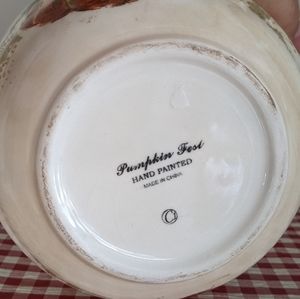 Pumpkin Fest
HAND PAINTED
MADE IN CHINA